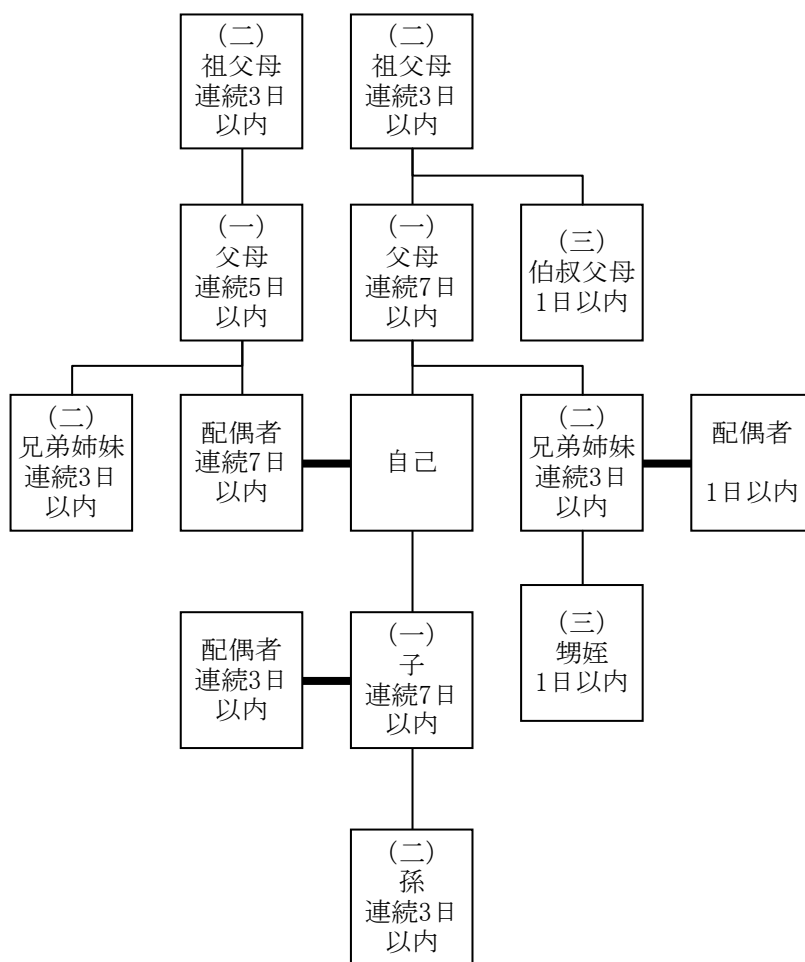 (二)
祖父母
連続3日
以内
(二)
祖父母
連続3日
以内
(一)
父母
連続5日
以内
(一)
父母
連続7日
以内
(三)
伯叔父母
1日以内
(二)
兄弟姉妹
連続3日
以内
配偶者
連続7日
以内
自己
(二)
兄弟姉妹
連続3日
以内
配偶者
1日以内
配偶者
連続3日
以内
(一)
子
連続7日
以内
(三)
甥姪
1日以内
(二)
孫
連続3日
以内